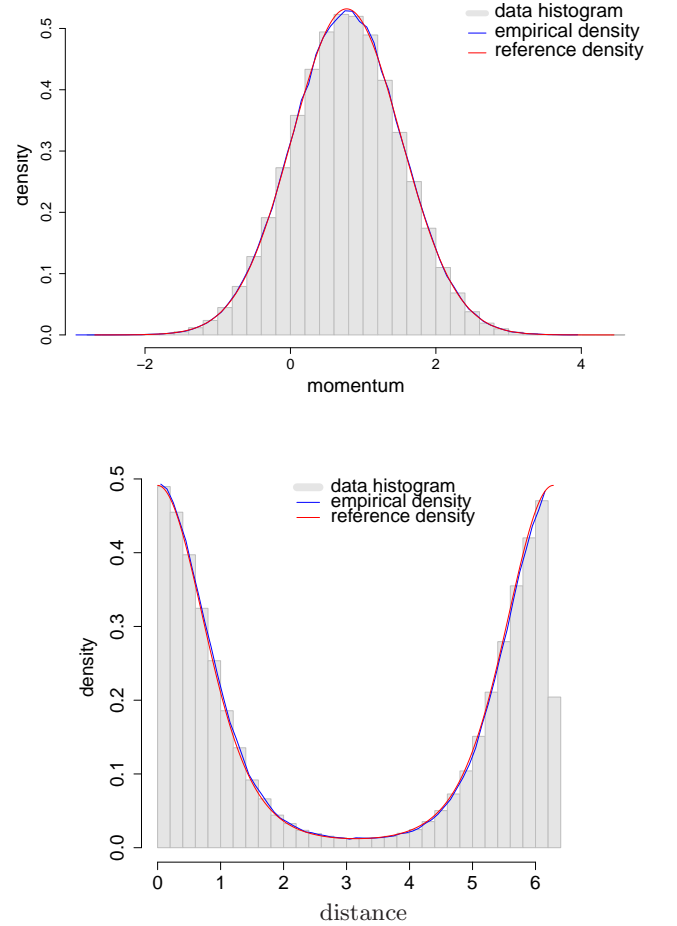 data histogram
empirical density
reference density
density
0.5
0.4
0.3
0.2
0.1
0.0
−2 0 2 4
momentum
data histogram
empirical density
reference density
density
0.5
0.4
0.3
0.2
0.1
0.0
0 1 2 3 4 5 6
distance